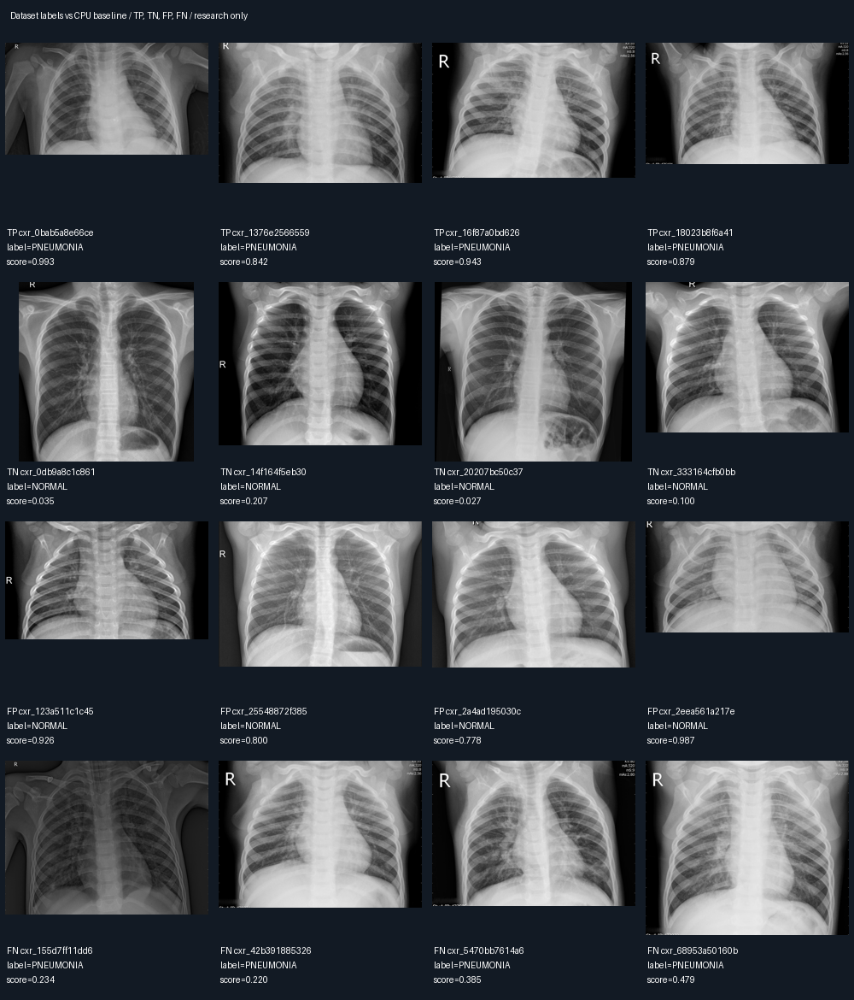 Dataset labels vs CPU baseline / TP, TN, FP, FN / research only
R
R
R
R
TP cxr_0bab5a8e66ce
label=PNEUMONIA
score=0.993
TP cxr_1376e2566559
label=PNEUMONIA
score=0.842
TP cxr_16f87a0bd626
label=PNEUMONIA
score=0.943
TP cxr_18023b8f6a41
label=PNEUMONIA
score=0.879
R
R
R
TN cxr_0db9a8c1c861
label=NORMAL
score=0.035
TN cxr_14f164f5eb30
label=NORMAL
score=0.207
TN cxr_20207bc50c37
label=NORMAL
score=0.027
TN cxr_333164cfb0bb
label=NORMAL
score=0.100
R
R
R
FP cxr_123a511c1c45
label=NORMAL
score=0.926
FP cxr_25548872f385
label=NORMAL
score=0.800
FP cxr_2a4ad195030c
label=NORMAL
score=0.778
FP cxr_2eea561a217e
label=NORMAL
score=0.987
R
R
R
R
FN cxr_155d7ff11dd6
label=PNEUMONIA
score=0.234
FN cxr_42b391885326
label=PNEUMONIA
score=0.220
FN cxr_5470bb7614a6
label=PNEUMONIA
score=0.385
FN cxr_68953a50160b
label=PNEUMONIA
score=0.479